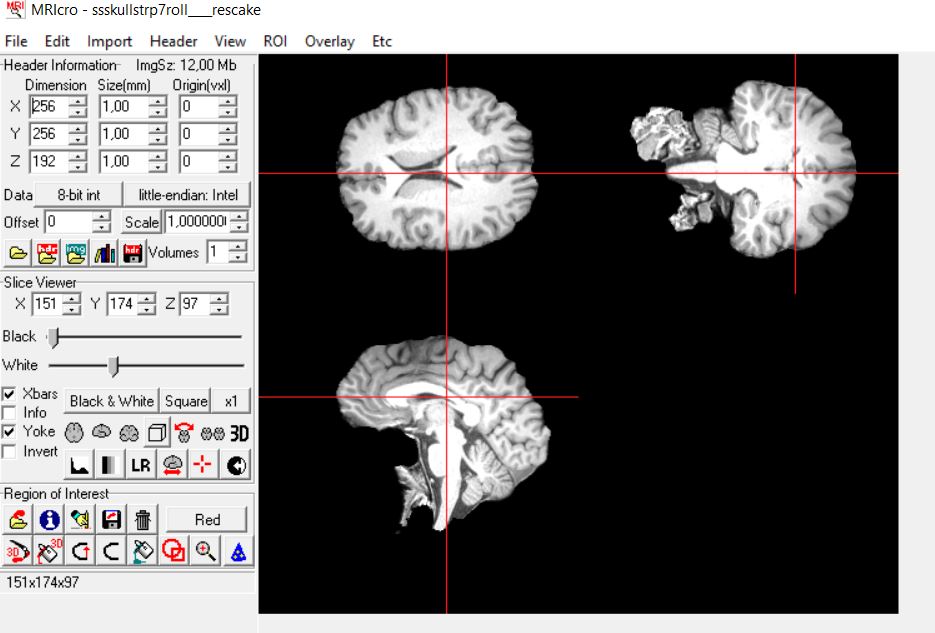 MRIcro - ssskullstrp7roll___rescake
File Edit Import Header View ROI Overlay Etc
Header Information ImgSz: 12,00 Mb
Dimension Size(mm) Origin(vxl)
X 256 1,00 0
Y 256 1,00 0
Z 192 1,00 0
Data 8-bit int little-endian: Intel
Offset 0 Scale 1,0000000
hdr img hdr Volumes 1
Slice Viewer
X 151 Y 174 Z 97
Black
White
Xbars Black & White Square x1
Info
Yoke 3D
Invert LR
Region of Interest
Red
3D 3D
151x174x97